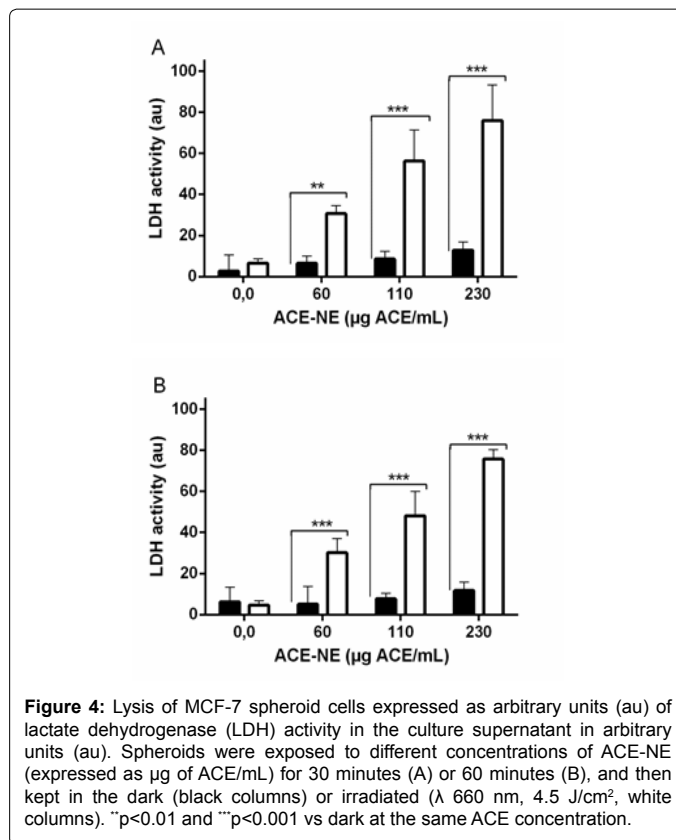 A
100
80
60
40
20
0
LDH activity (au)
**
***
***
0,0 60 110 230
ACE-NE (µg ACE/mL)
B
100
80
60
40
20
0
LDH activity (au)
***
***
***
0,0 60 110 230
ACE-NE (µg ACE/mL)
Figure 4: Lysis of MCF-7 spheroid cells expressed as arbitrary units (au) of
lactate dehydrogenase (LDH) activity in the culture supernatant in arbitrary
units (au). Spheroids were exposed to different concentrations of ACE-NE
(expressed as µg of ACE/mL) for 30 minutes (A) or 60 minutes (B), and then
kept in the dark (black columns) or irradiated (λ 660 nm, 4.5 J/cm², white
columns). **p<0.01 and ***p<0.001 vs dark at the same ACE concentration.